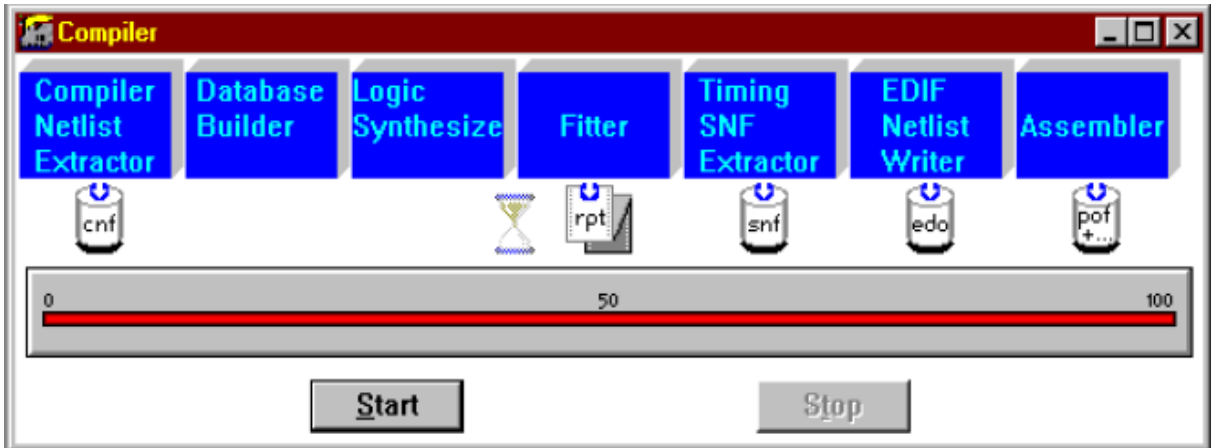 Compiler
Compiler
Netlist
Extractor
Database
Builder
Logic
Synthesize
Fitter
Timing
SNF
Extractor
EDIF
Netlist
Writer
Assembler
cnf
rpt
snf
edo
pof
+...
0 50 100
Start Stop